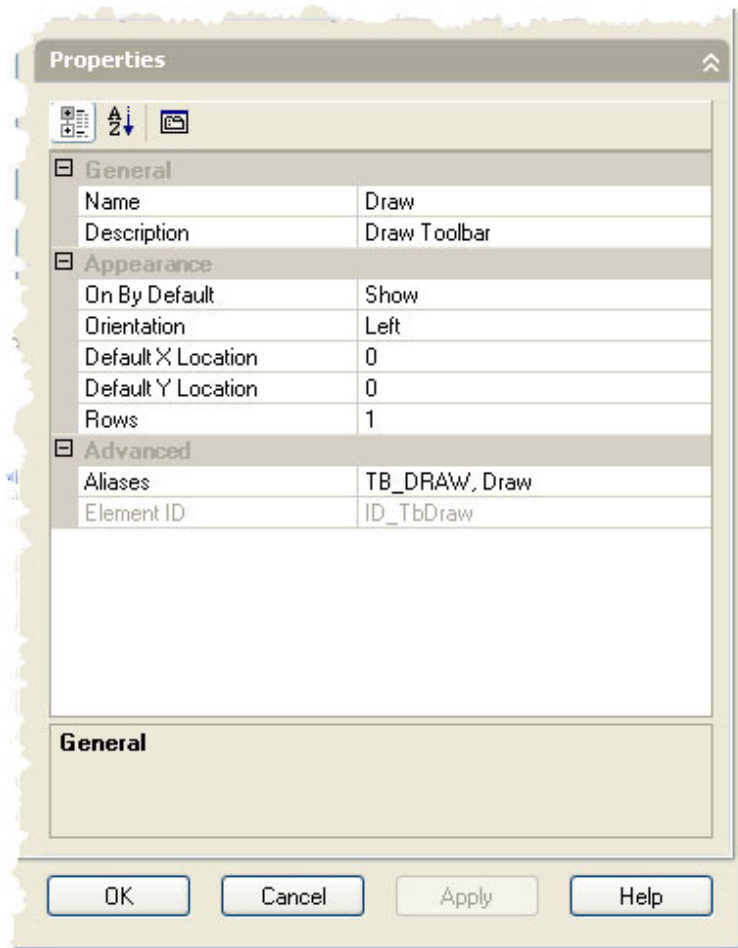 Properties
General
Name Draw
Description Draw Toolbar
Appearance
On By Default Show
Orientation Left
Default X Location 0
Default Y Location 0
Rows 1
Advanced
Aliases TB_DRAW, Draw
Element ID ID_TbDraw
General
OK Cancel Apply Help